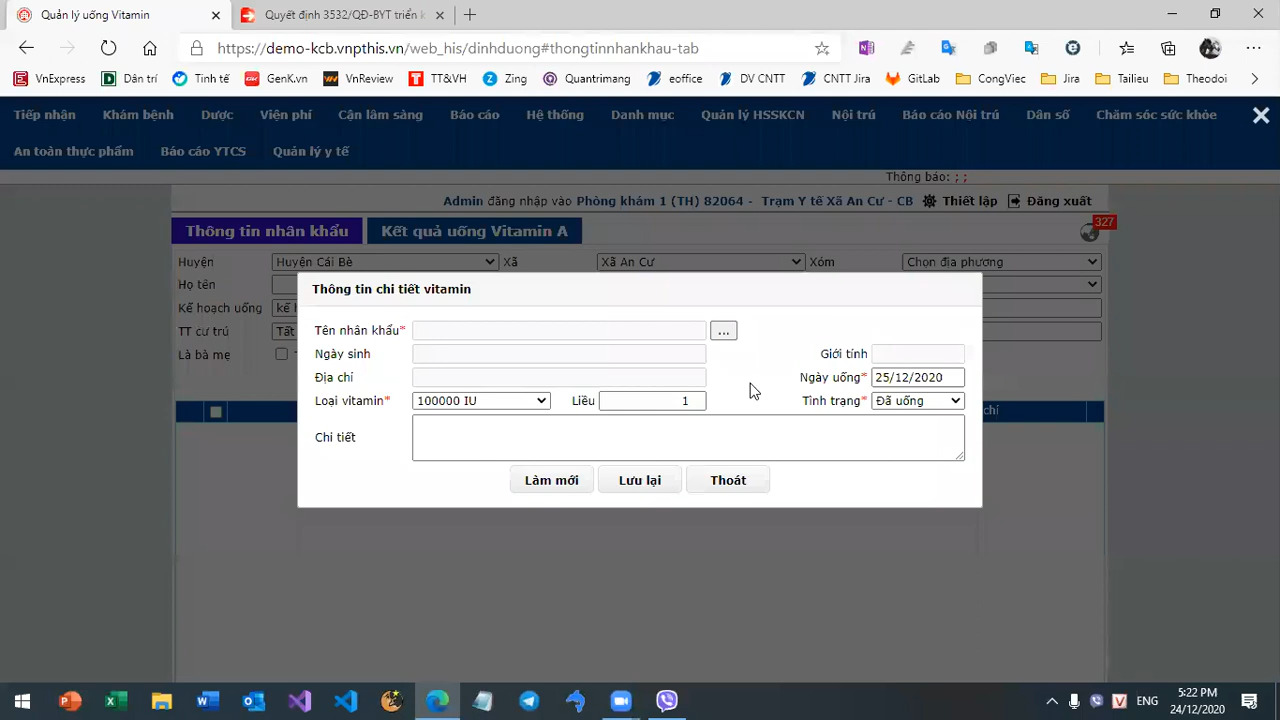 Quản lý uống Vitamin
Quyết định 3532/QĐ-BYT triển k
https://demo-kcb.vnpthis.vn/web_his/dinhduong#thongtinnhankhau-tab
VnExpress Dân trí Tinh tế GenK.vn VnReview TT&VH Zing Quantrimang eoffice DV CNTT CNTT Jira GitLab CongViec Jira Tailieu Theodoi
Tiếp nhận Khám bệnh Dược Viện phí Cận lâm sàng Báo cáo Hệ thống Danh mục Quản lý HSSKCN Nội trú Báo cáo Nội trú Dân số Chăm sóc sức khỏe
An toàn thực phẩm Báo cáo YTCS Quản lý y tế
Thông báo: ; ;
Admin đăng nhập vào Phòng khám 1 (TH) 82064 - Trạm Y tế Xã An Cư - CB Thiết lập Đăng xuất
Thông tin nhân khẩu Kết quả uống Vitamin A 327
Huyện Huyện Cái Bè Xã Xã An Cư Xóm Chọn địa phương
Họ tên
Kế hoạch uống
TT cư trú Tất
Là bà mẹ
Thông tin chi tiết vitamin
Tên nhân khẩu* ...
Ngày sinh Giới tính
Địa chỉ Ngày uống* 25/12/2020
Loại vitamin* 100000 IU Liều 1 Tình trạng* Đã uống
chỉ
Chi tiết
Làm mới Lưu lại Thoát
ENG
5:22 PM
24/12/2020